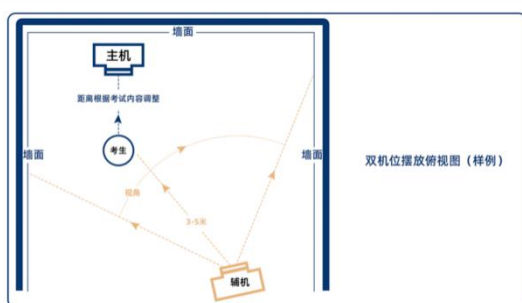 墙面
主机
距离根据考试内容调整
考生
墙面
墙面
双机位摆放俯视图（样例）
视角
3-5米
辅机